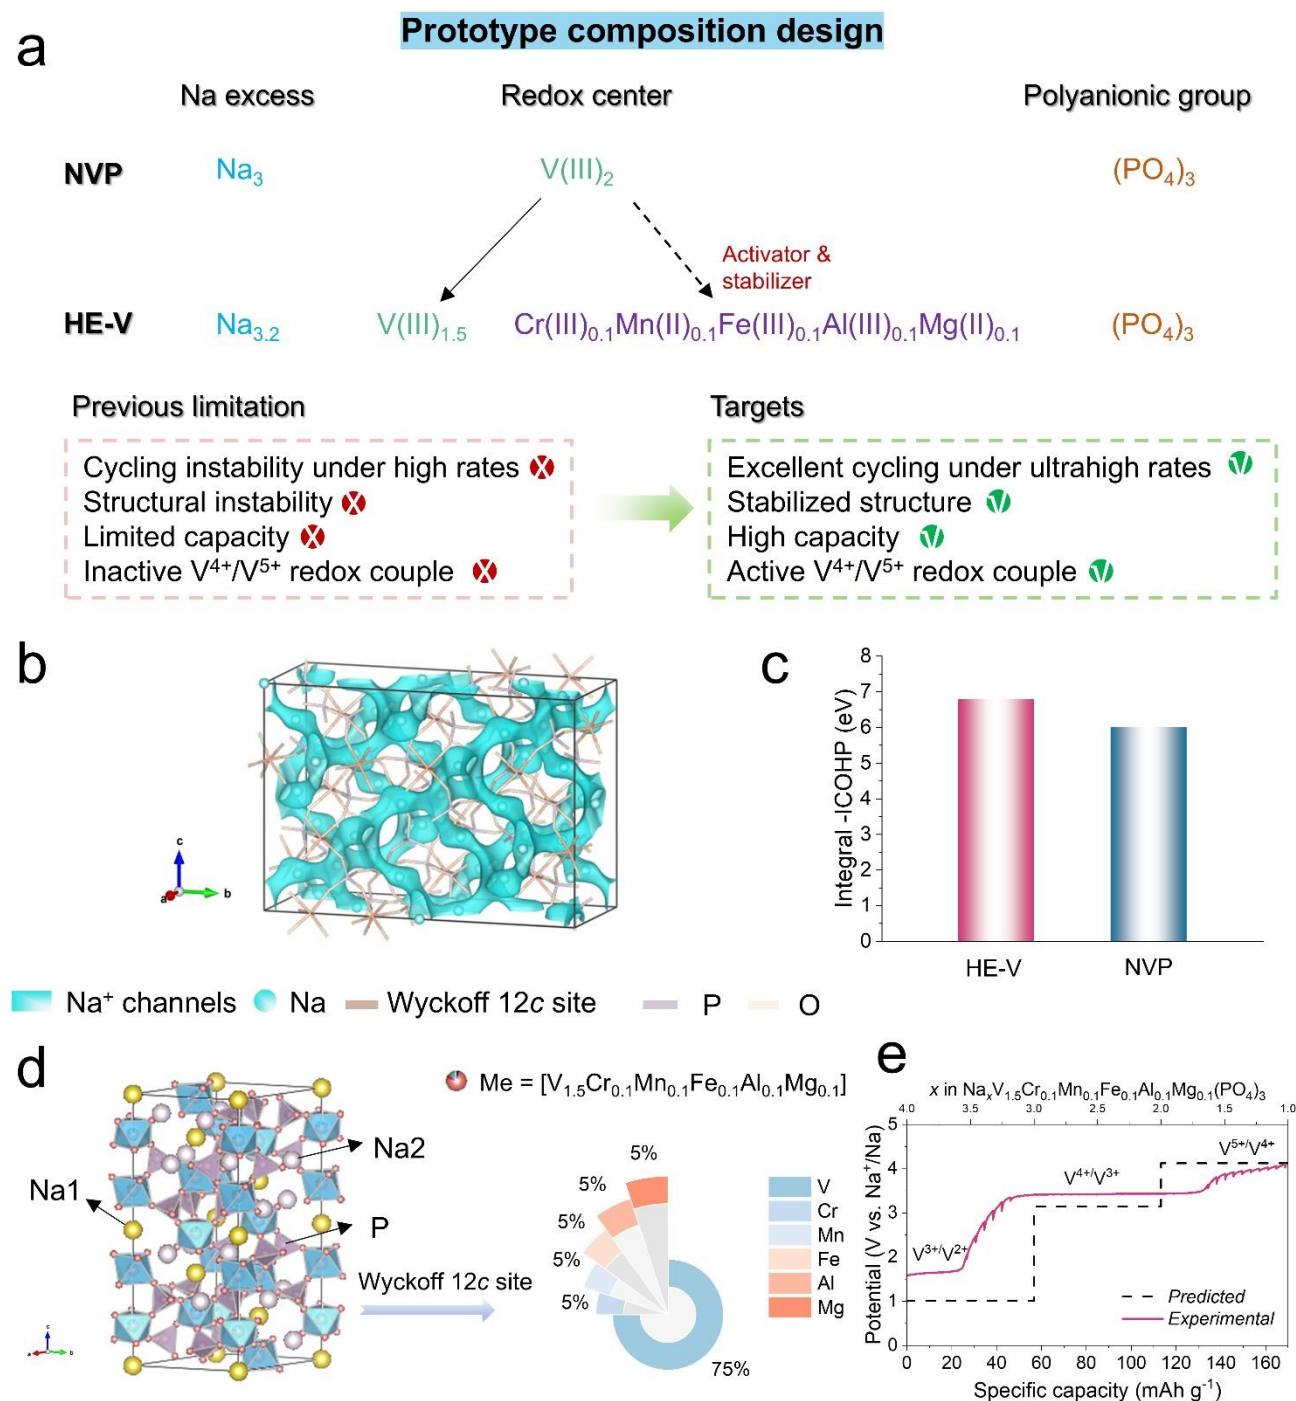 Prototype composition design
a
Na excess Redox center Polyanionic group
NVP Na₃ V(III)₂ (PO₄)₃
Activator &
stabilizer
HE-V Na₃.₂ V(III)₁.₅ Cr(III)₀.₁Mn(II)₀.₁Fe(III)₀.₁Al(III)₀.₁Mg(II)₀.₁ (PO₄)₃
Previous limitation
Cycling instability under high rates X
Structural instability X
Limited capacity X
Inactive V⁴⁺/V⁵⁺ redox couple X
Targets
Excellent cycling under ultrahigh rates √
Stabilized structure √
High capacity √
Active V⁴⁺/V⁵⁺ redox couple √
b
c
b
a
Na⁺ channels Na Wyckoff 12c site P O
c
8
7
6
5
4
3
2
1
0
Integral -ICOHP (eV)
HE-V NVP
d
Me = [V₁.₅Cr₀.₁Mn₀.₁Fe₀.₁Al₀.₁Mg₀.₁]
Na1
Na2
P
c
a
b
Wyckoff 12c site
5%
5%
5%
5%
5%
75%
V
Cr
Mn
Fe
Al
Mg
e
x in NaₓV₁.₅Cr₀.₁Mn₀.₁Fe₀.₁Al₀.₁Mg₀.₁(PO₄)₃
4.0 3.5 3.0 2.5 2.0 1.5 1.0
5
4
3
2
1
0
Potential (V vs. Na⁺/Na)
V³⁺/V²⁺
V⁴⁺/V³⁺
V⁵⁺/V⁴⁺
Predicted
Experimental
0 20 40 60 80 100 120 140 160
Specific capacity (mAh g⁻¹)